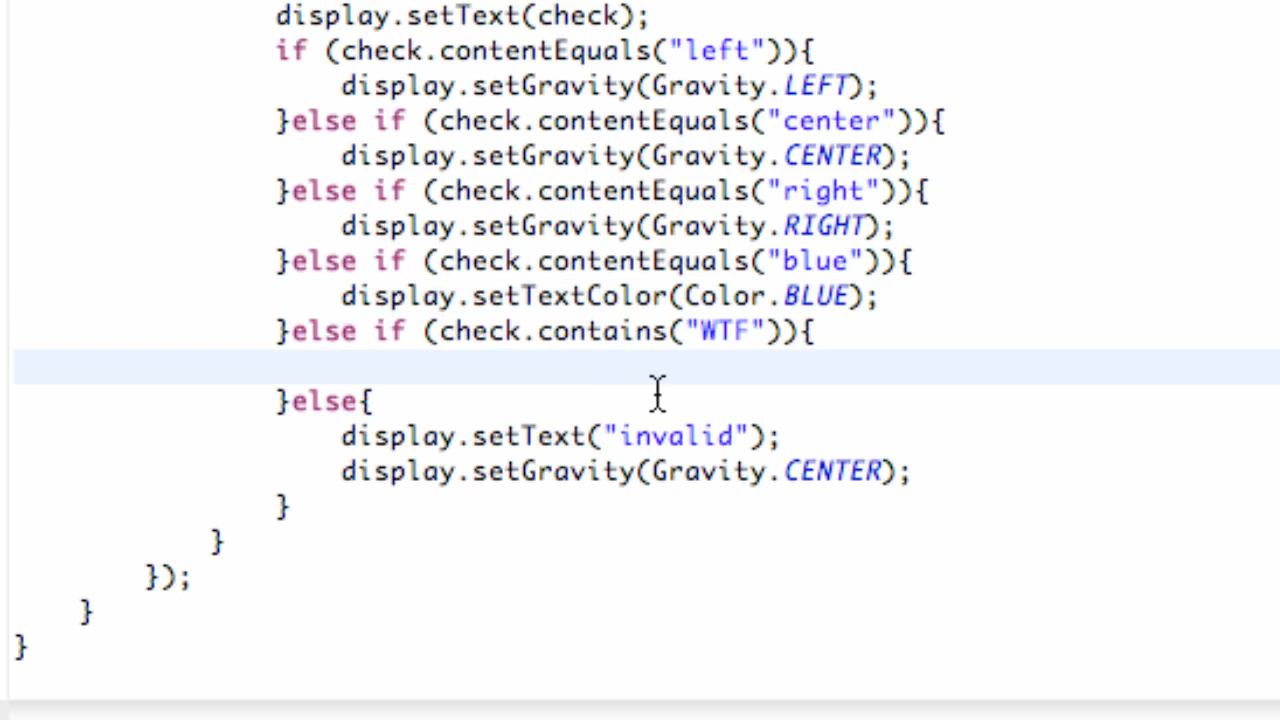 display.setText(check);
if (check.contentEquals("left")){
display.setGravity(Gravity.LEFT);
}else if (check.contentEquals("center")){
display.setGravity(Gravity.CENTER);
}else if (check.contentEquals("right")){
display.setGravity(Gravity.RIGHT);
}else if (check.contentEquals("blue")){
display.setTextColor(Color.BLUE);
}else if (check.contains("WTF")){
}else{
display.setText("invalid");
display.setGravity(Gravity.CENTER);
}
}
});
}
}